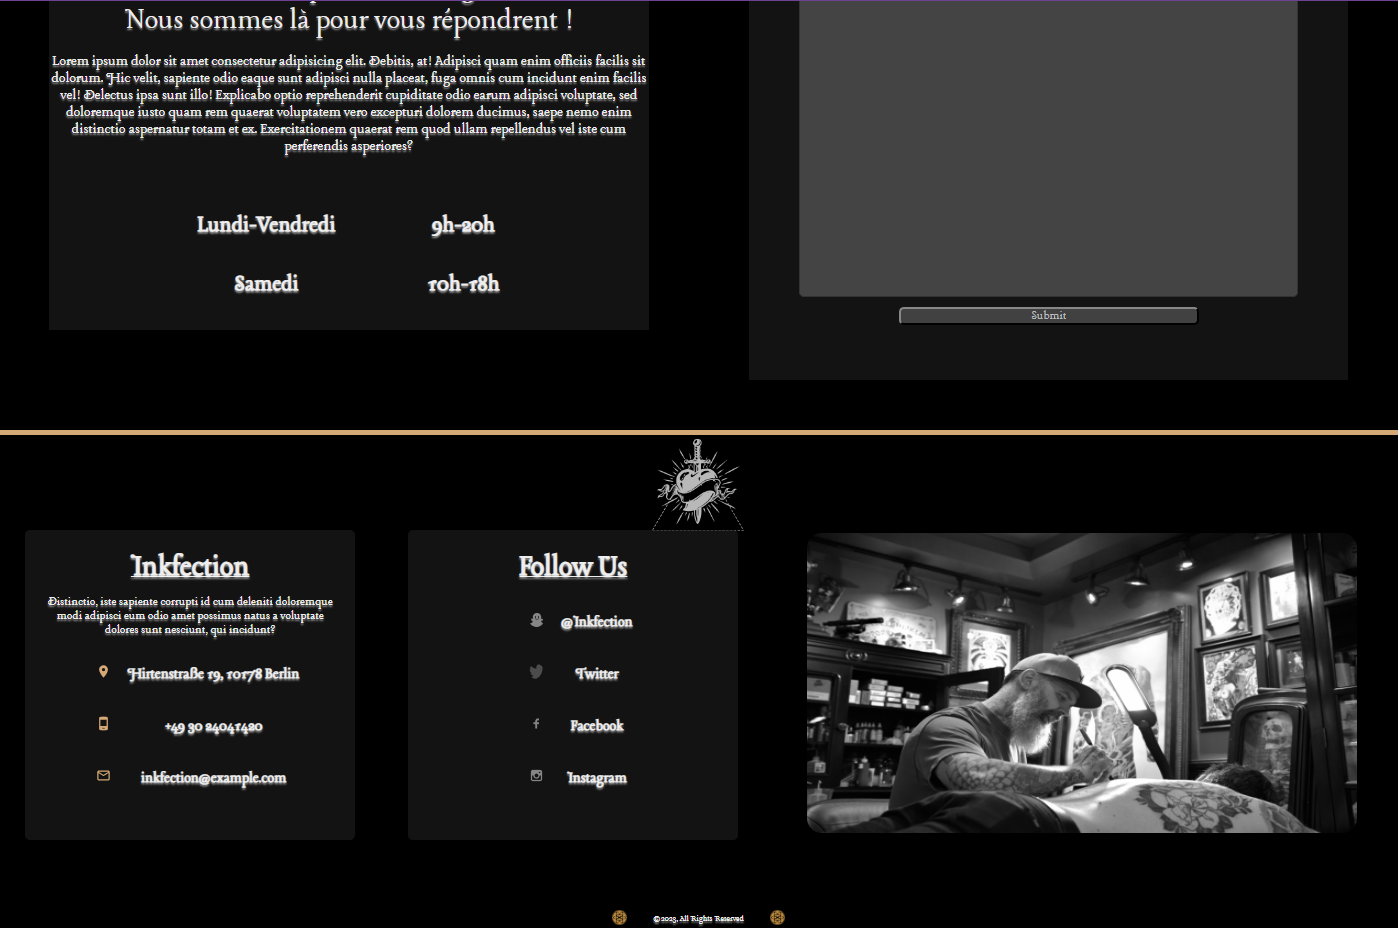 Nous sommes là pour vous répondrent !
Lorem ipsum dolor sit amet consectetur adipisicing elit. Debitis, at! Adipisci quam enim officiis facilis sit
dolorum. Hic velit, sapiente odio eaque sunt adipisci nulla placeat, fuga omnis cum incidunt enim facilis
vel! Delectus ipsa sunt illo! Explicabo optio reprehenderit cupiditate odio earum adipisci voluptate, sed
doloremque iusto quam rem quaerat voluptatem vero excepturi dolorem ducimus, saepe nemo enim
distinctio aspernatur totam et ex. Exercitationem quaerat rem quod ullam repellendus vel iste cum
perferendis asperiores?
Lundi-Vendredi 9h-20h
Samedi 10h-18h
Submit
Inkfection
Distinctio, iste sapiente corrupti id cum deleniti doloremque
modi adipisci eum odio amet possimus natus a voluptate
dolores sunt nesciunt, qui incidunt?
Hirtenstraße 19, 10178 Berlin
+49 30 24041420
inkfection@example.com
Follow Us
@Inkfection
Twitter
Facebook
Instagram
©2023, All Rights Reserved